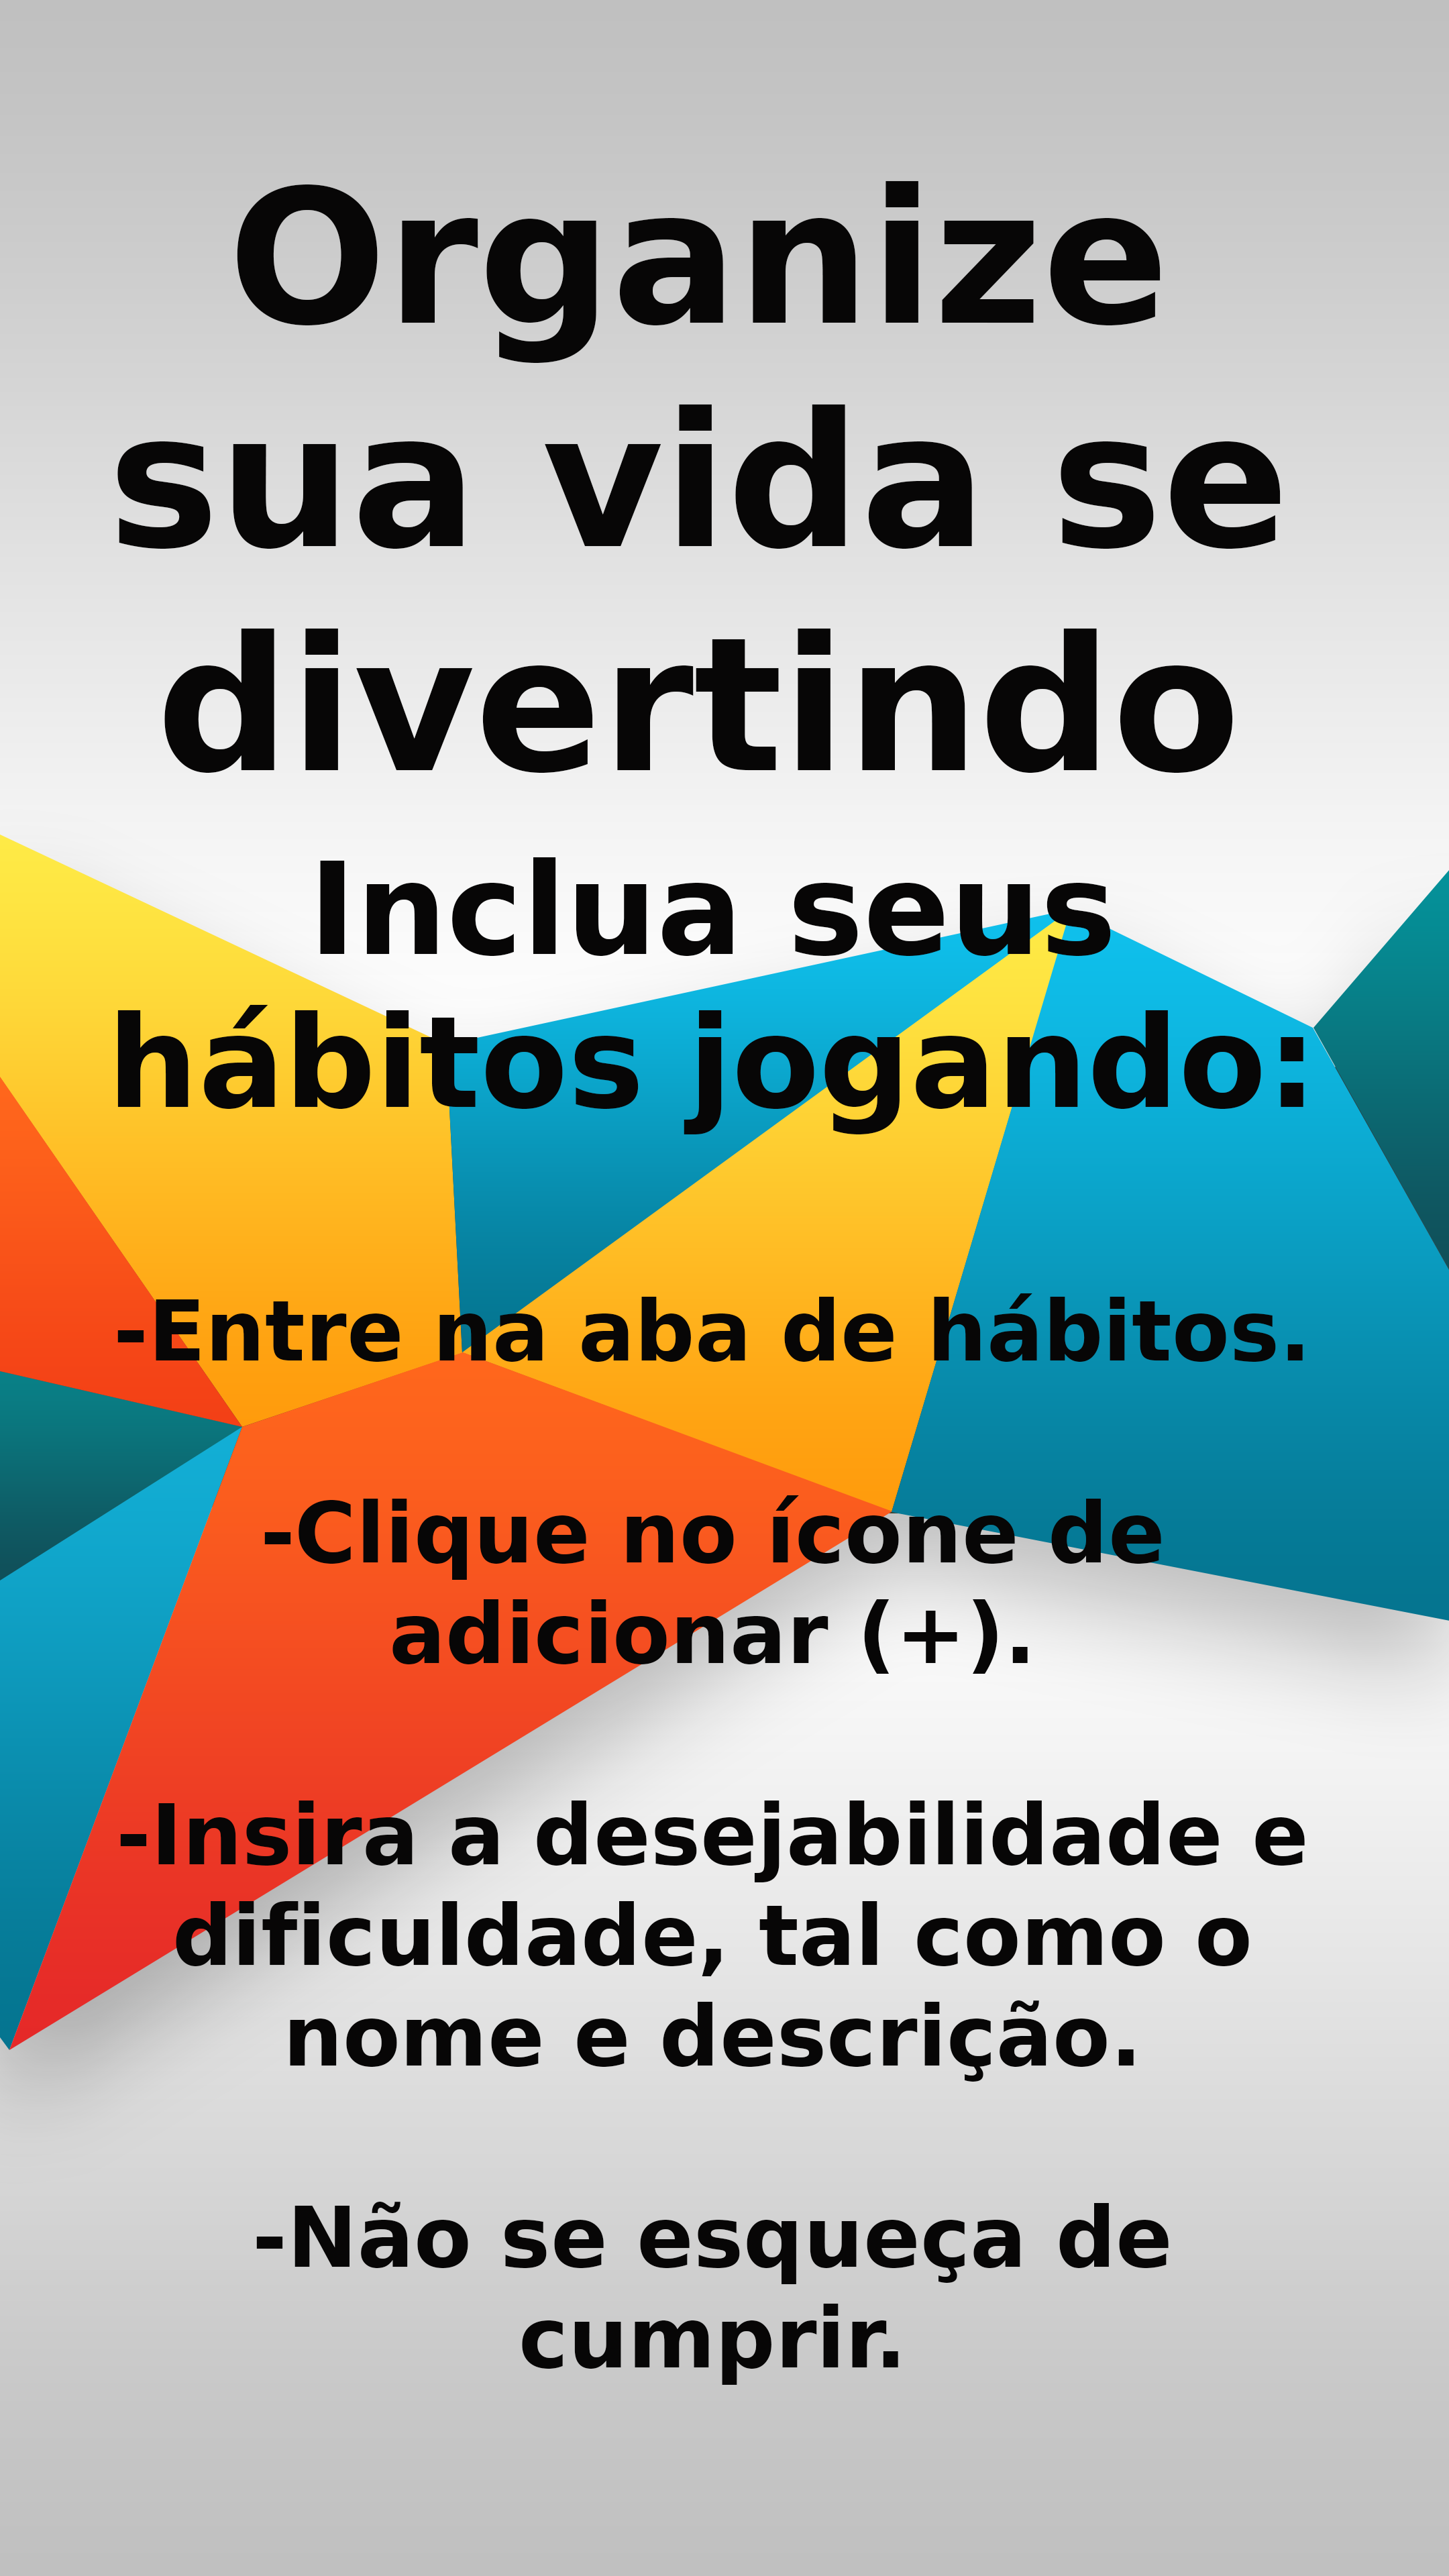 Organize
sua vida se
divertindo
Inclua seus
hábitos jogando:
-Entre na aba de hábitos.
-Clique no ícone de
adicionar (+).
-Insira a desejabilidade e
dificuldade, tal como o
nome e descrição.
-Não se esqueça de
cumprir.